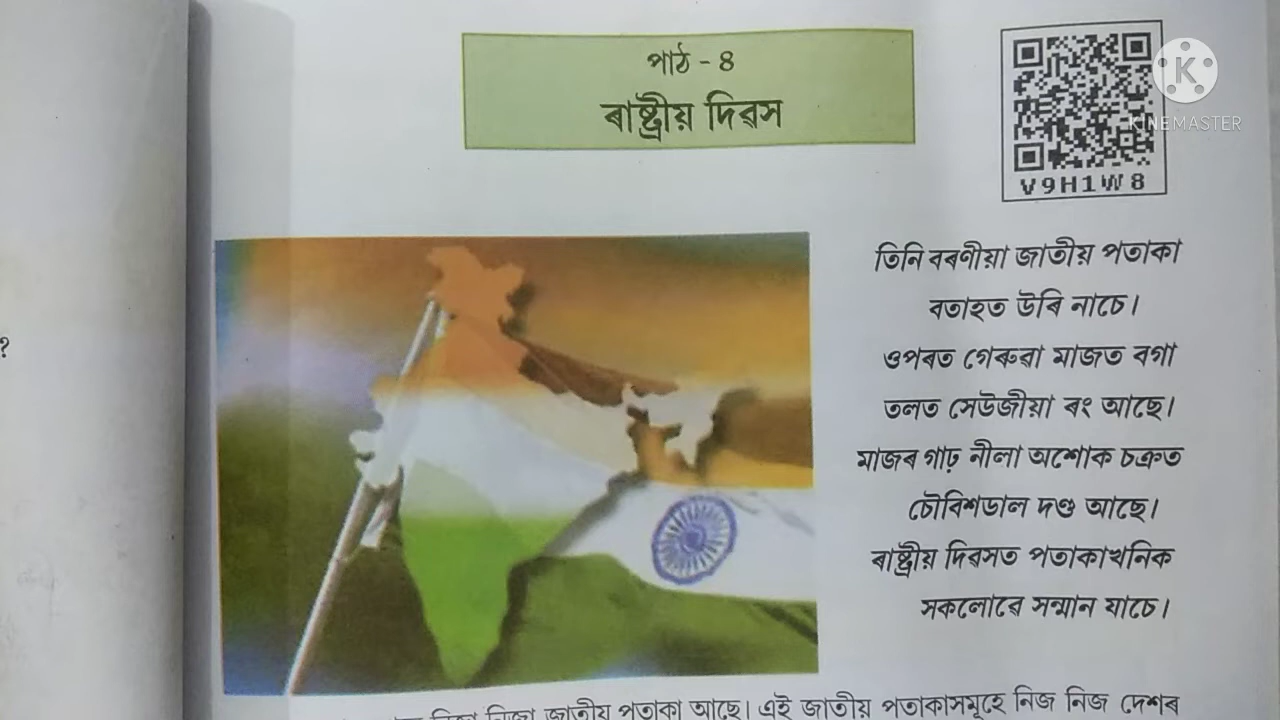 পাঠ - ৪
ৰাষ্ট্ৰীয় দিৱস
V9H1W8
KINEMASTER
তিনি বৰণীয়া জাতীয় পতাকা
বতাহত উৰি নাচে।
ওপৰত গেৰুৱা মাজত বগা
তলত সেউজীয়া ৰং আছে।
মাজৰ গাঢ় নীলা অশোক চক্ৰত
চৌবিশডাল দণ্ড আছে।
ৰাষ্ট্ৰীয় দিৱসত পতাকাখনিক
সকলোৱে সন্মান যাচে।
?
নিজা জাতীয় পতাকা আছে। এই জাতীয় পতাকাসমূহে নিজ নিজ দেশৰ